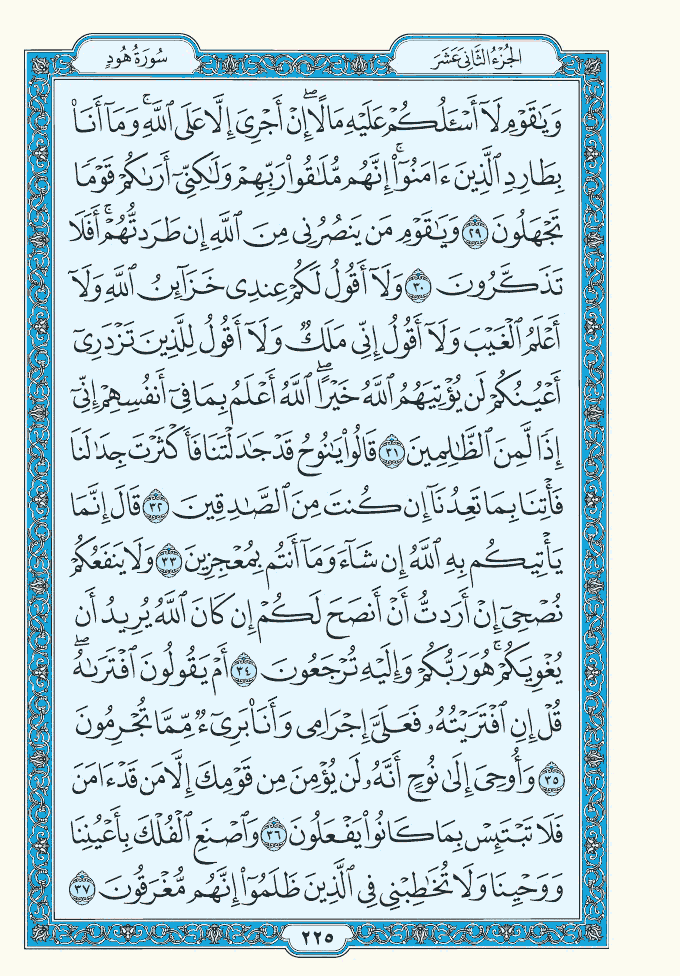 الجُزْءُ الثَّانِيَ عَشَرَ
سُورَةُ هُودٍ
وَيَٰقَوْمِ لَآ أَسْـَٔلُكُمْ عَلَيْهِ مَالًاۖ إِنْ أَجْرِىَ إِلَّا عَلَى ٱللَّهِۚ وَمَآ أَنَا۠
بِطَارِدِ ٱلَّذِينَ ءَامَنُوٓا۟ۚ إِنَّهُم مُّلَٰقُوا۟ رَبِّهِمْ وَلَٰكِنِّىٓ أَرَىٰكُمْ قَوْمًا
تَجْهَلُونَ ٢٩ وَيَٰقَوْمِ مَن يَنصُرُنِى مِنَ ٱللَّهِ إِن طَرَدتُّهُمْۚ أَفَلَا
تَذَكَّرُونَ ٣٠ وَلَآ أَقُولُ لَكُمْ عِندِى خَزَآئِنُ ٱللَّهِ وَلَآ
أَعْلَمُ ٱلْغَيْبَ وَلَآ أَقُولُ إِنِّى مَلَكٌ وَلَآ أَقُولُ لِلَّذِينَ تَزْدَرِىٓ
أَعْيُنُكُمْ لَن يُؤْتِيَهُمُ ٱللَّهُ خَيْرًاۖ ٱللَّهُ أَعْلَمُ بِمَا فِىٓ أَنفُسِهِمْ إِنِّىٓ
إِذًا لَّمِنَ ٱلظَّٰلِمِينَ ٣١ قَالُوا۟ يَٰنُوحُ قَدْ جَٰدَلْتَنَا فَأَكْثَرْتَ جِدَٰلَنَا
فَأْتِنَا بِمَا تَعِدُنَآ إِن كُنتَ مِنَ ٱلصَّٰدِقِينَ ٣٢ قَالَ إِنَّمَا
يَأْتِيكُم بِهِ ٱللَّهُ إِن شَآءَ وَمَآ أَنتُم بِمُعْجِزِينَ ٣٣ وَلَا يَنفَعُكُمْ
نُصْحِىٓ إِنْ أَرَدتُّ أَنْ أَنصَحَ لَكُمْ إِن كَانَ ٱللَّهُ يُرِيدُ أَن
يُغْوِيَكُمْۚ هُوَ رَبُّكُمْ وَإِلَيْهِ تُرْجَعُونَ ٣٤ أَمْ يَقُولُونَ ٱفْتَرَىٰهُۖ
قُلْ إِنِ ٱفْتَرَيْتُهُۥ فَعَلَىَّ إِجْرَامِى وَأَنَا۠ بَرِىٓءٌ مِّمَّا تُجْرِمُونَ
٣٥ وَأُوحِىَ إِلَىٰ نُوحٍ أَنَّهُۥ لَن يُؤْمِنَ مِن قَوْمِكَ إِلَّا مَن قَدْ ءَامَنَ
فَلَا تَبْتَئِسْ بِمَا كَانُوا۟ يَفْعَلُونَ ٣٦ وَٱصْنَعِ ٱلْفُلْكَ بِأَعْيُنِنَا
وَوَحْيِنَا وَلَا تُخَٰطِبْنِى فِى ٱلَّذِينَ ظَلَمُوٓا۟ إِنَّهُم مُّغْرَقُونَ ٣٧
٢٢٥